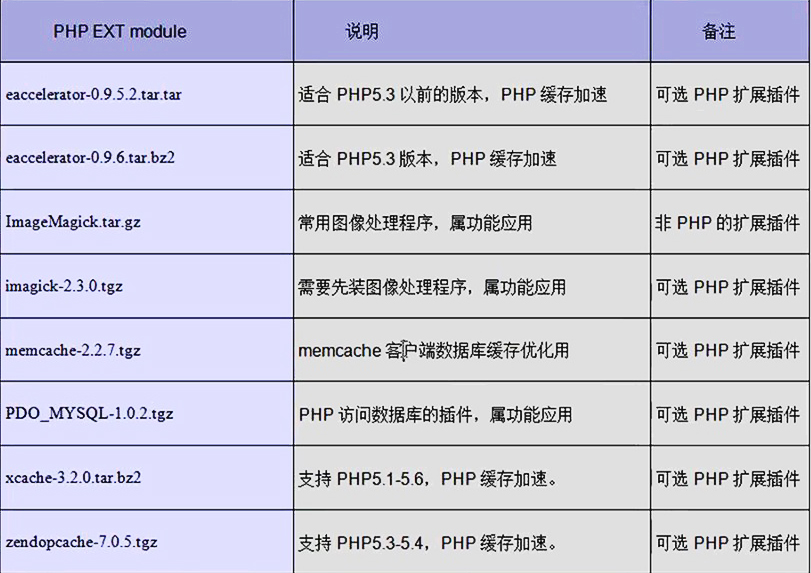 PHP EXT module 说明 备注
eaccelerator-0.9.5.2.tar.tar 适合 PHP5.3 以前的版本，PHP 缓存加速 可选 PHP 扩展插件
eaccelerator-0.9.6.tar.bz2 适合 PHP5.3 版本，PHP 缓存加速 可选 PHP 扩展插件
ImageMagick.tar.gz 常用图像处理程序，属功能应用 非 PHP 的扩展插件
imagick-2.3.0.tgz 需要先装图像处理程序，属功能应用 可选 PHP 扩展插件
memcache-2.2.7.tgz memcache 客户端数据库缓存优化用 可选 PHP 扩展插件
PDO_MYSQL-1.0.2.tgz PHP 访问数据库的插件，属功能应用 可选 PHP 扩展插件
xcache-3.2.0.tar.bz2 支持 PHP5.1-5.6，PHP 缓存加速。 可选 PHP 扩展插件
zendopcache-7.0.5.tgz 支持 PHP5.3-5.4，PHP 缓存加速。 可选 PHP 扩展插件